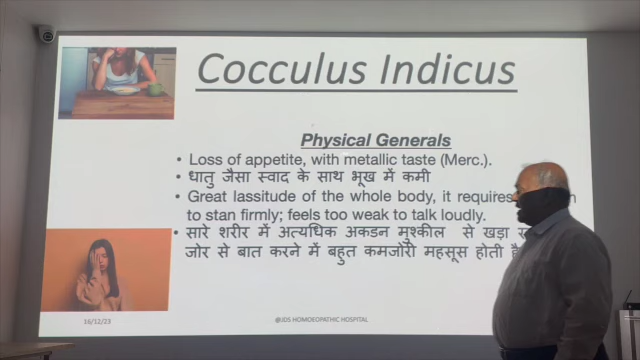 Cocculus Indicus
Physical Generals
• Loss of appetite, with metallic taste (Merc.).
• धातु जैसा स्वाद के साथ भूख में कमी
• Great lassitude of the whole body, it requires
to stan firmly; feels too weak to talk loudly.
• सारे शरीर में अत्यधिक अकडन मुश्कील से खड़ा
जोर से बात करने में बहुत कमजोरी महसूस होती
16/12/23
@JDS HOMOEOPATHIC HOSPITAL